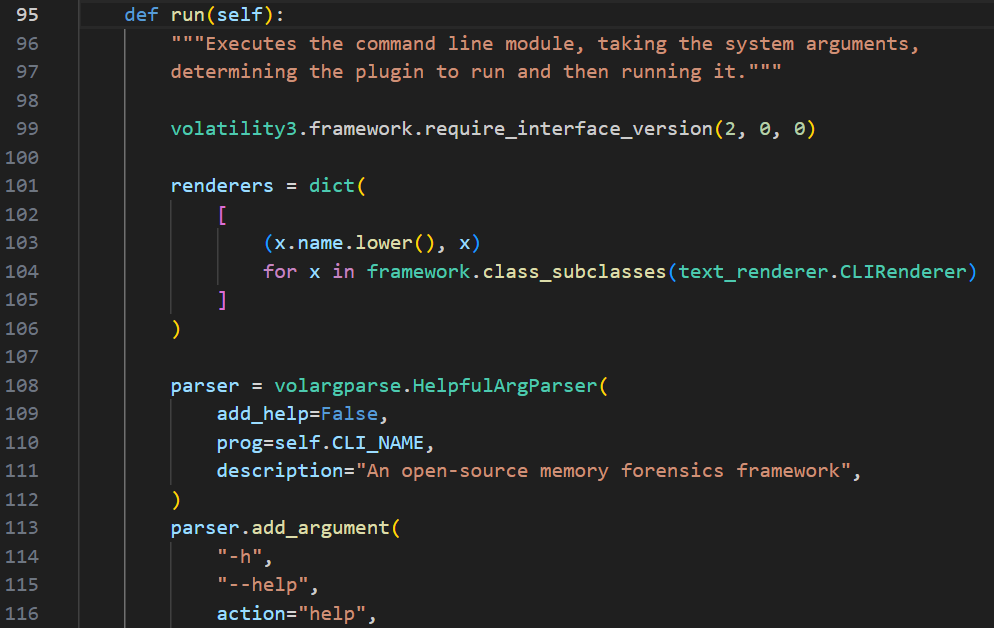 95 def run(self):
96 """Executes the command line module, taking the system arguments,
97 determining the plugin to run and then running it."""
98
99 volatility3.framework.require_interface_version(2, 0, 0)
100
101 renderers = dict(
102 [
103 (x.name.lower(), x)
104 for x in framework.class_subclasses(text_renderer.CLIRenderer)
105 ]
106 )
107
108 parser = volargparse.HelpfulArgParser(
109 add_help=False,
110 prog=self.CLI_NAME,
111 description="An open-source memory forensics framework",
112 )
113 parser.add_argument(
114 "-h",
115 "--help",
116 action="help",